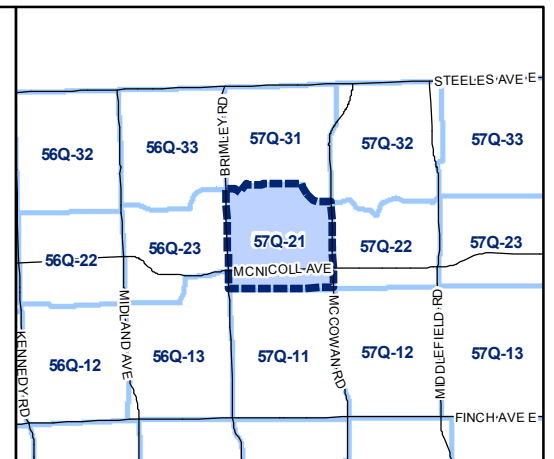 STEELES AVE E
BRIMLEY RD
56Q-32
56Q-33
57Q-31
57Q-32
57Q-33
56Q-22
56Q-23
57Q-21
57Q-22
57Q-23
MCNICOLL AVE
KENNEDY RD
MIDLAND AVE
MCCOWAN RD
MIDDLEFIELD RD
56Q-12
56Q-13
57Q-11
57Q-12
57Q-13
FINCH AVE E